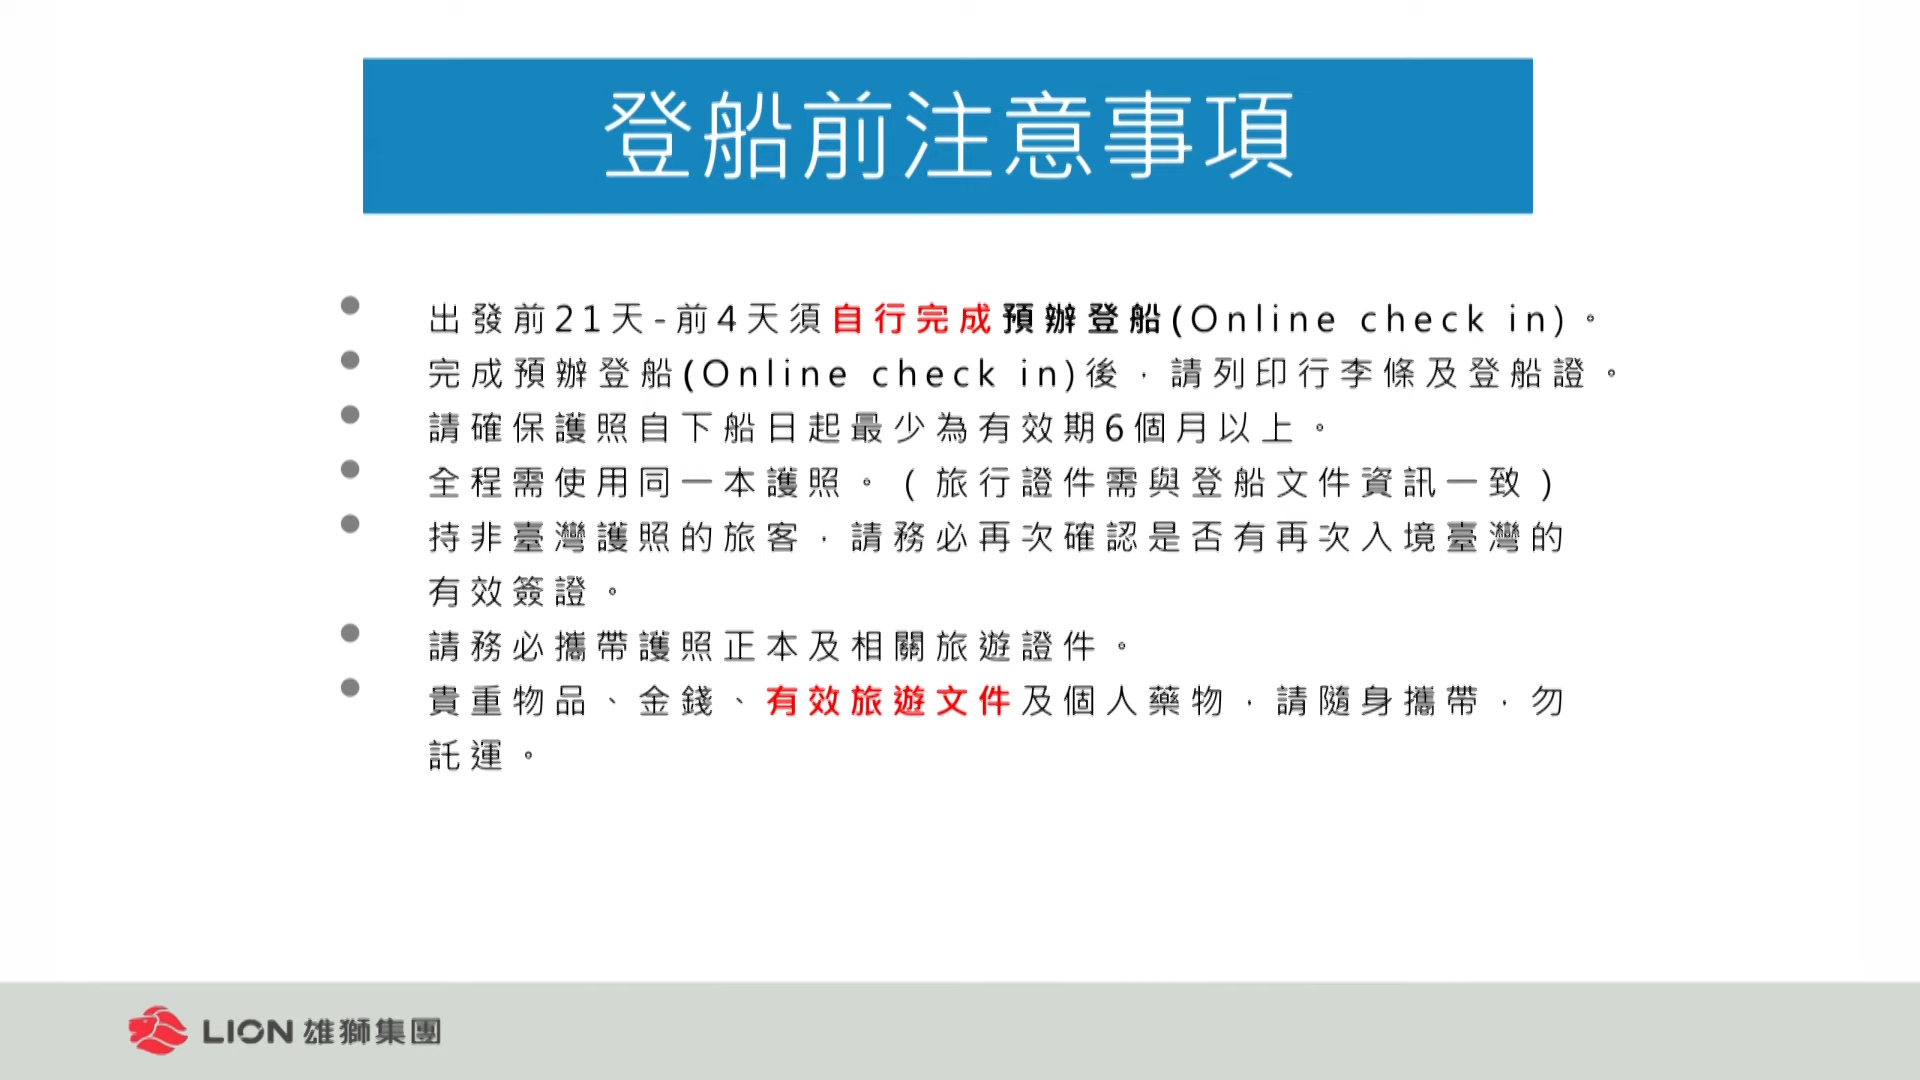 登船前注意事項
出發前21天-前4天須自行完成預辦登船(Online check in)。
完成預辦登船(Online check in)後，請列印行李條及登船證。
請確保護照自下船日起最少為有效期6個月以上。
全程需使用同一本護照。(旅行證件需與登船文件資訊一致)
持非臺灣護照的旅客，請務必再次確認是否有再次入境臺灣的
有效簽證。
請務必攜帶護照正本及相關旅遊證件。
貴重物品、金錢、有效旅遊文件及個人藥物，請隨身攜帶，勿
託運。
LION 雄獅集團